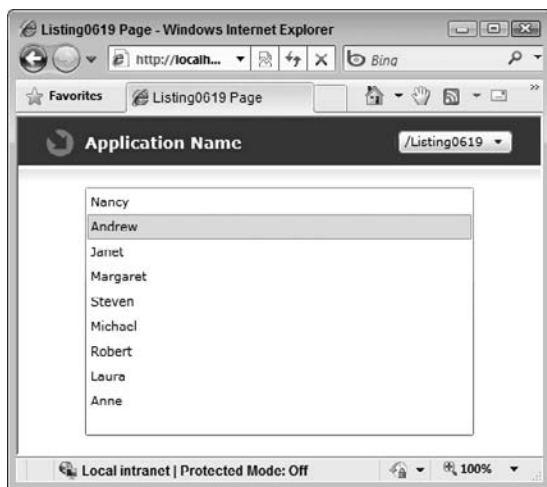 Listing0619 Page - Windows Internet Explorer
http://localh...
Bing
Favorites
Listing0619 Page
Application Name
/Listing0619
Nancy
Andrew
Janet
Margaret
Steven
Michael
Robert
Laura
Anne
Local intranet | Protected Mode: Off
100%